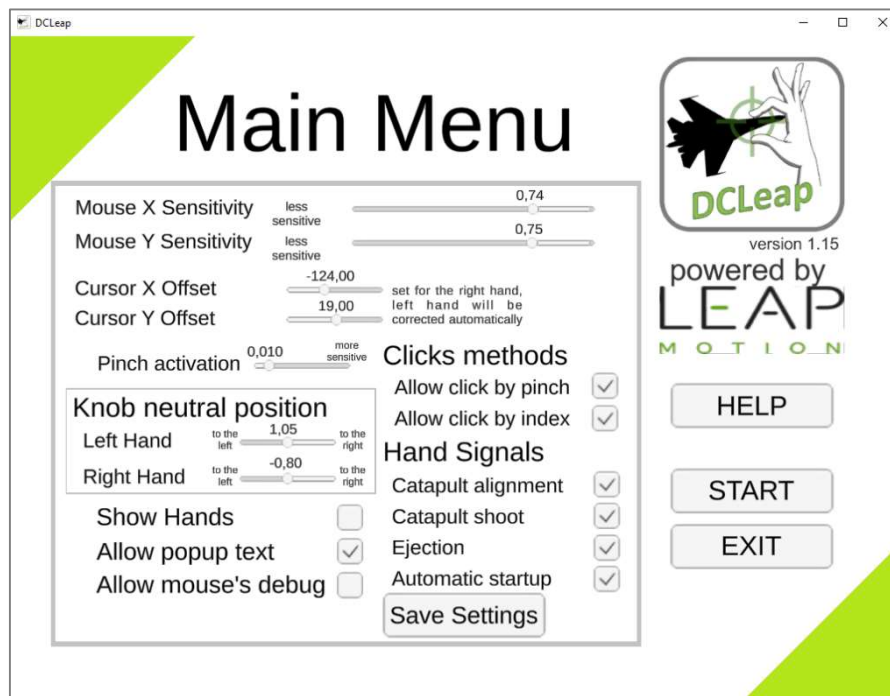 DCLeap
Main Menu
DCLeap
version 1.15
powered by
LEAP
MOTION
Mouse X Sensitivity less sensitive 0,74
Mouse Y Sensitivity less sensitive 0,75
Cursor X Offset -124,00
Cursor Y Offset 19,00
set for the right hand,
left hand will be
corrected automatically
Pinch activation 0,010 more sensitive
Knob neutral position
Left Hand to the left 1,05 to the right
Right Hand to the left -0,80 to the right
Show Hands
Allow popup text
Allow mouse's debug
Clicks methods
Allow click by pinch
Allow click by index
Hand Signals
Catapult alignment
Catapult shoot
Ejection
Automatic startup
Save Settings
HELP
START
EXIT